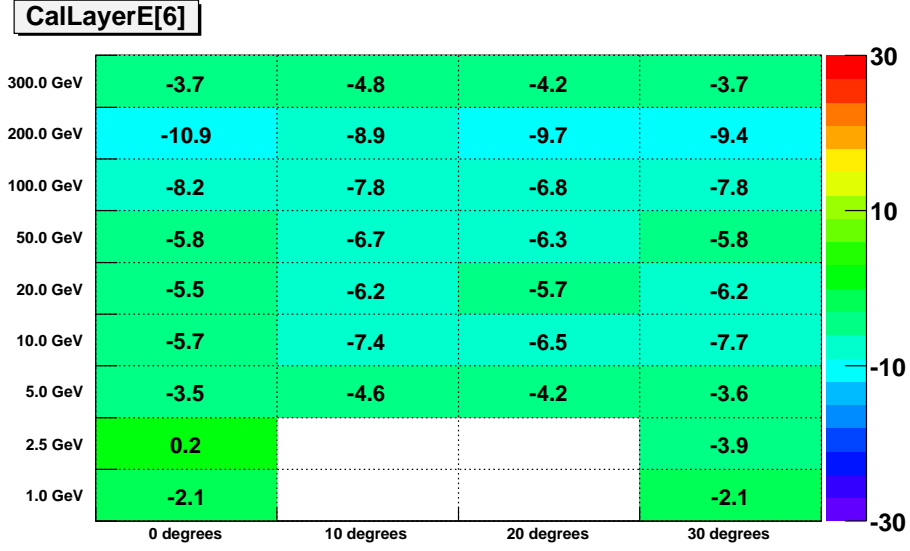 CalLayerE[6]
300.0 GeV -3.7 -4.8 -4.2 -3.7
200.0 GeV -10.9 -8.9 -9.7 -9.4
100.0 GeV -8.2 -7.8 -6.8 -7.8
50.0 GeV -5.8 -6.7 -6.3 -5.8
20.0 GeV -5.5 -6.2 -5.7 -6.2
10.0 GeV -5.7 -7.4 -6.5 -7.7
5.0 GeV -3.5 -4.6 -4.2 -3.6
2.5 GeV 0.2 -3.9
1.0 GeV -2.1 -2.1
0 degrees 10 degrees 20 degrees 30 degrees
30
10
-10
-30